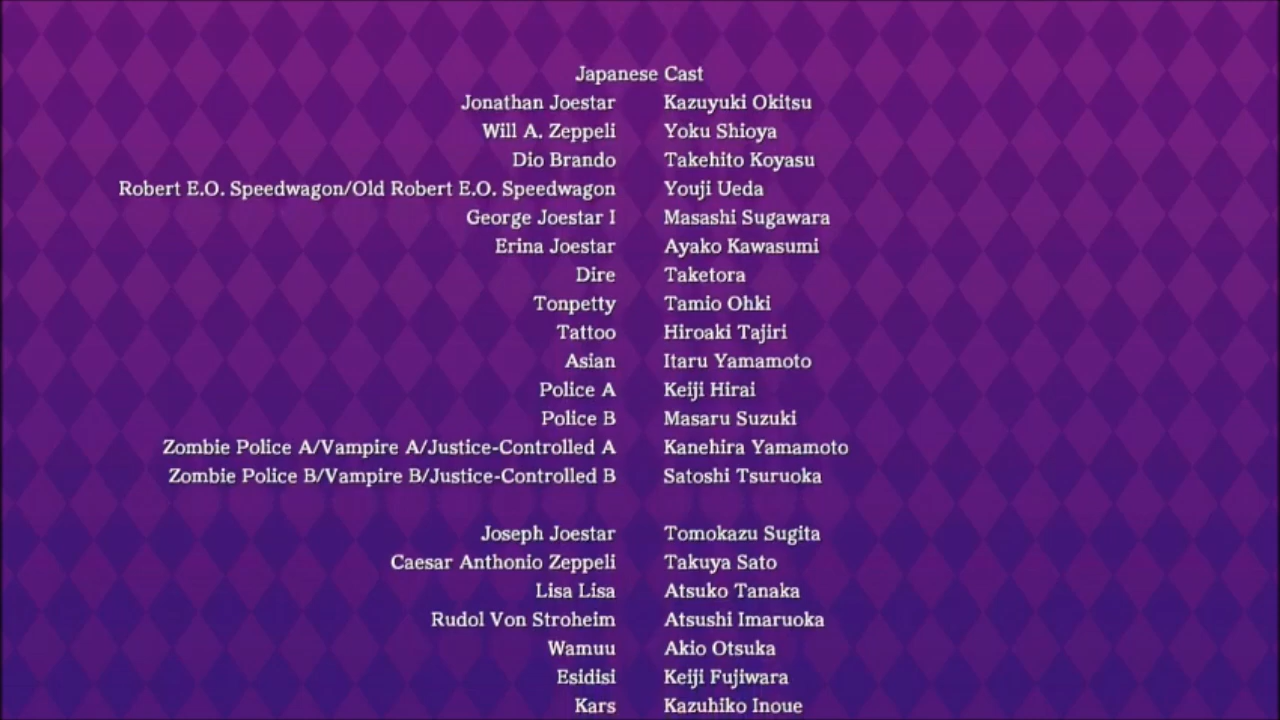 Japanese Cast
Jonathan Joestar Kazuyuki Okitsu
Will A. Zeppeli Yoku Shioya
Dio Brando Takehito Koyasu
Robert E.O. Speedwagon/Old Robert E.O. Speedwagon Youji Ueda
George Joestar I Masashi Sugawara
Erina Joestar Ayako Kawasumi
Dire Taketora
Tonpetty Tamio Ohki
Tattoo Hiroaki Tajiri
Asian Itaru Yamamoto
Police A Keiji Hirai
Police B Masaru Suzuki
Zombie Police A/Vampire A/Justice-Controlled A Kanehira Yamamoto
Zombie Police B/Vampire B/Justice-Controlled B Satoshi Tsuruoka
Joseph Joestar Tomokazu Sugita
Caesar Anthonio Zeppeli Takuya Sato
Lisa Lisa Atsuko Tanaka
Rudol Von Stroheim Atsushi Imaruoka
Wamuu Akio Otsuka
Esidisi Keiji Fujiwara
Kars Kazuhiko Inoue